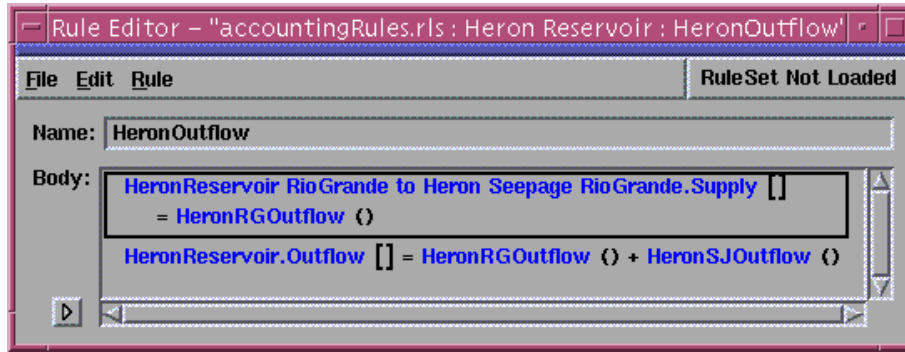 Rule Editor – "accountingRules.rls : Heron Reservoir : HeronOutflow"
File Edit Rule
RuleSet Not Loaded
Name: HeronOutflow
Body:
HeronReservoir RioGrande to Heron Seepage RioGrande.Supply []
= HeronRGOutflow ()
HeronReservoir.Outflow [] = HeronRGOutflow () + HeronSJOutflow ()